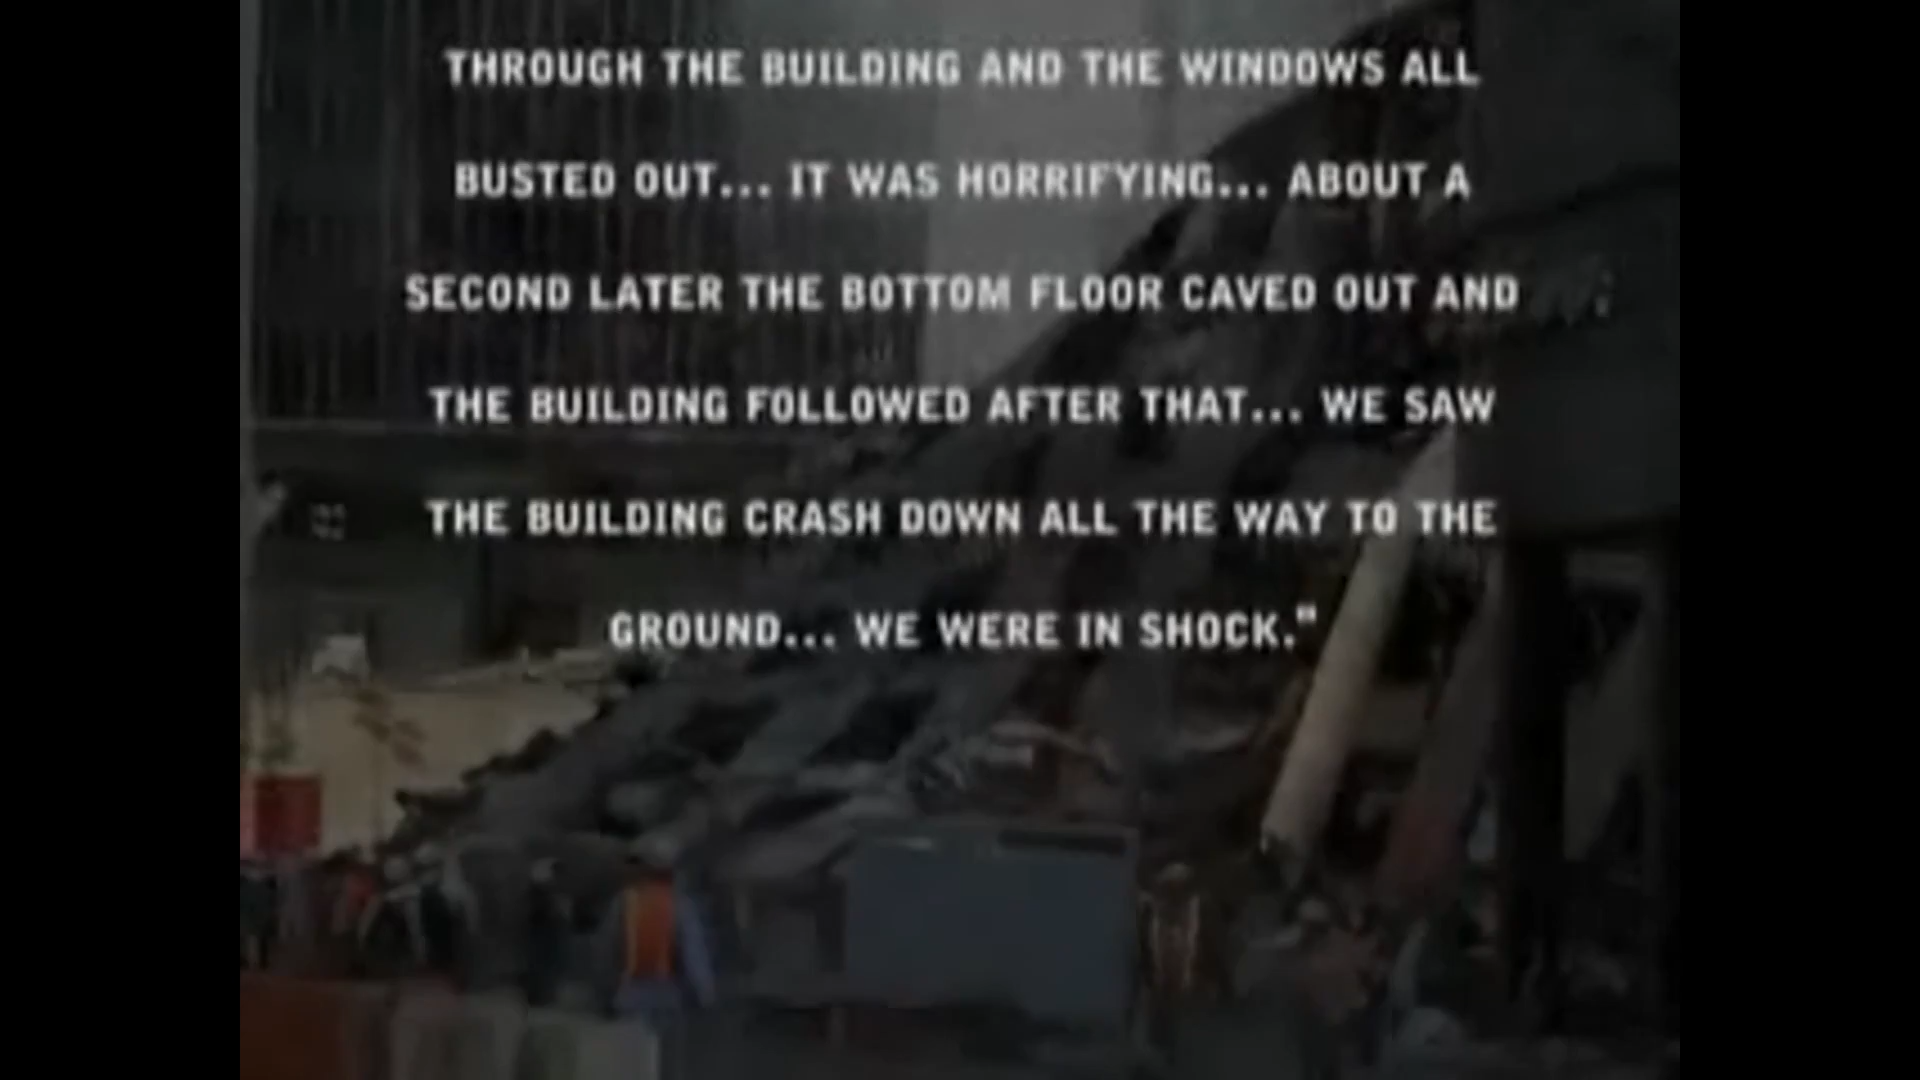 THROUGH THE BUILDING AND THE WINDOWS ALL
BUSTED OUT... IT WAS HORRIFYING... ABOUT A
SECOND LATER THE BOTTOM FLOOR CAVED OUT AND
THE BUILDING FOLLOWED AFTER THAT... WE SAW
THE BUILDING CRASH DOWN ALL THE WAY TO THE
GROUND... WE WERE IN SHOCK."